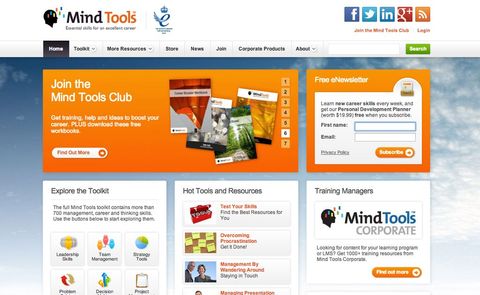 MindTools
Essential skills for an excellent career
Join the Mind Tools Club
Login
Home
Toolkit
More Resources
Store
News
Join
Corporate Products
About
Search
Join the
Mind Tools Club
Get training, help and ideas to boost your
career. PLUS download these free
workbooks.
Find Out More
1
2
3
4
5
6
7
Free eNewsletter
Learn new career skills every week, and
get our Personal Development Planner
(worth $19.99) free when you subscribe.
First name:
Email:
Privacy Policy
Subscribe
Explore the Toolkit
The full Mind Tools toolkit contains more than
700 management, career and thinking skills.
Use the buttons below to start exploring them.
Leadership
Skills
Team
Management
Strategy
Tools
Problem
Decision
Project
Hot Tools and Resources
Test Your Skills
Find the Best Resources for
You
Overcoming
Procrastination
Get it Done!
Management By
Wandering Around
Staying in Touch
Managing Presentation
Training Managers
MindTools
CORPORATE
Looking for content for your learning program
or LMS? Get 1000+ training resources from
Mind Tools Corporate.
Find out more